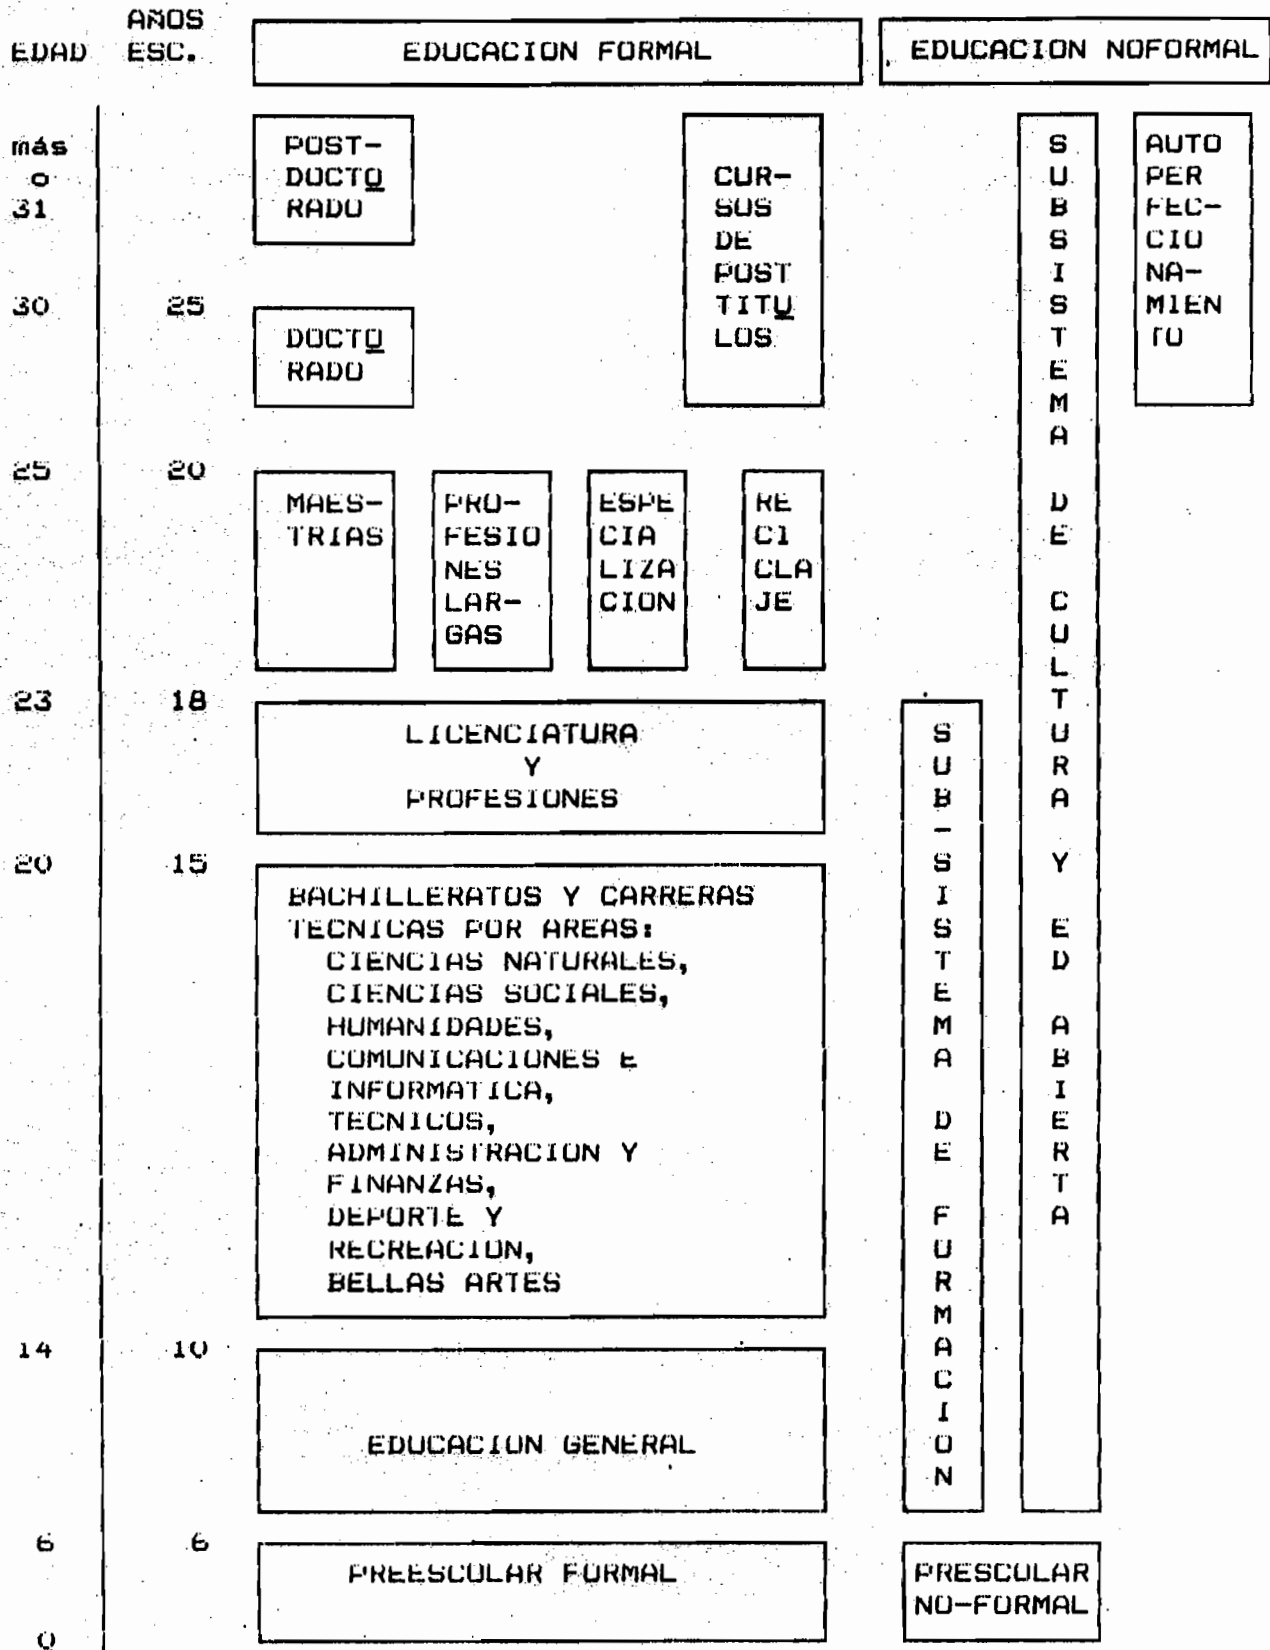 AÑOS
EDAD ESC.
EDUCACION FORMAL
EDUCACION NOFORMAL
más
o
31
POST-
DOCTO
RADO
CUR-
SOS
DE
POST
TITU
LOS
S
U
B
S
I
S
T
E
M
A
D
E
C
U
L
T
U
R
A
Y
E
D
A
B
I
E
R
T
A
AUTO
PER
FEC-
CIO
NA-
MIEN
TO
30 25
DOCTO
RADO
25 20
MAES-
TRIAS
PRO-
FESIO
NES
LAR-
GAS
ESPE
CIA
LIZA
CION
RE
CI
CLA
JE
23 18
LICENCIATURA
Y
PROFESIONES
S
U
B
-
S
I
S
T
E
M
A
D
E
F
O
R
M
A
C
I
O
N
20 15
BACHILLERATOS Y CARRERAS
TECNICAS POR AREAS:
CIENCIAS NATURALES,
CIENCIAS SOCIALES,
HUMANIDADES,
COMUNICACIONES E
INFORMATICA,
TECNICOS,
ADMINISTRACION Y
FINANZAS,
DEPORTE Y
RECREACION,
BELLAS ARTES
14 10
EDUCACION GENERAL
6 6
PREESCOLAR FORMAL
PRESCOLAR
NO-FORMAL
0